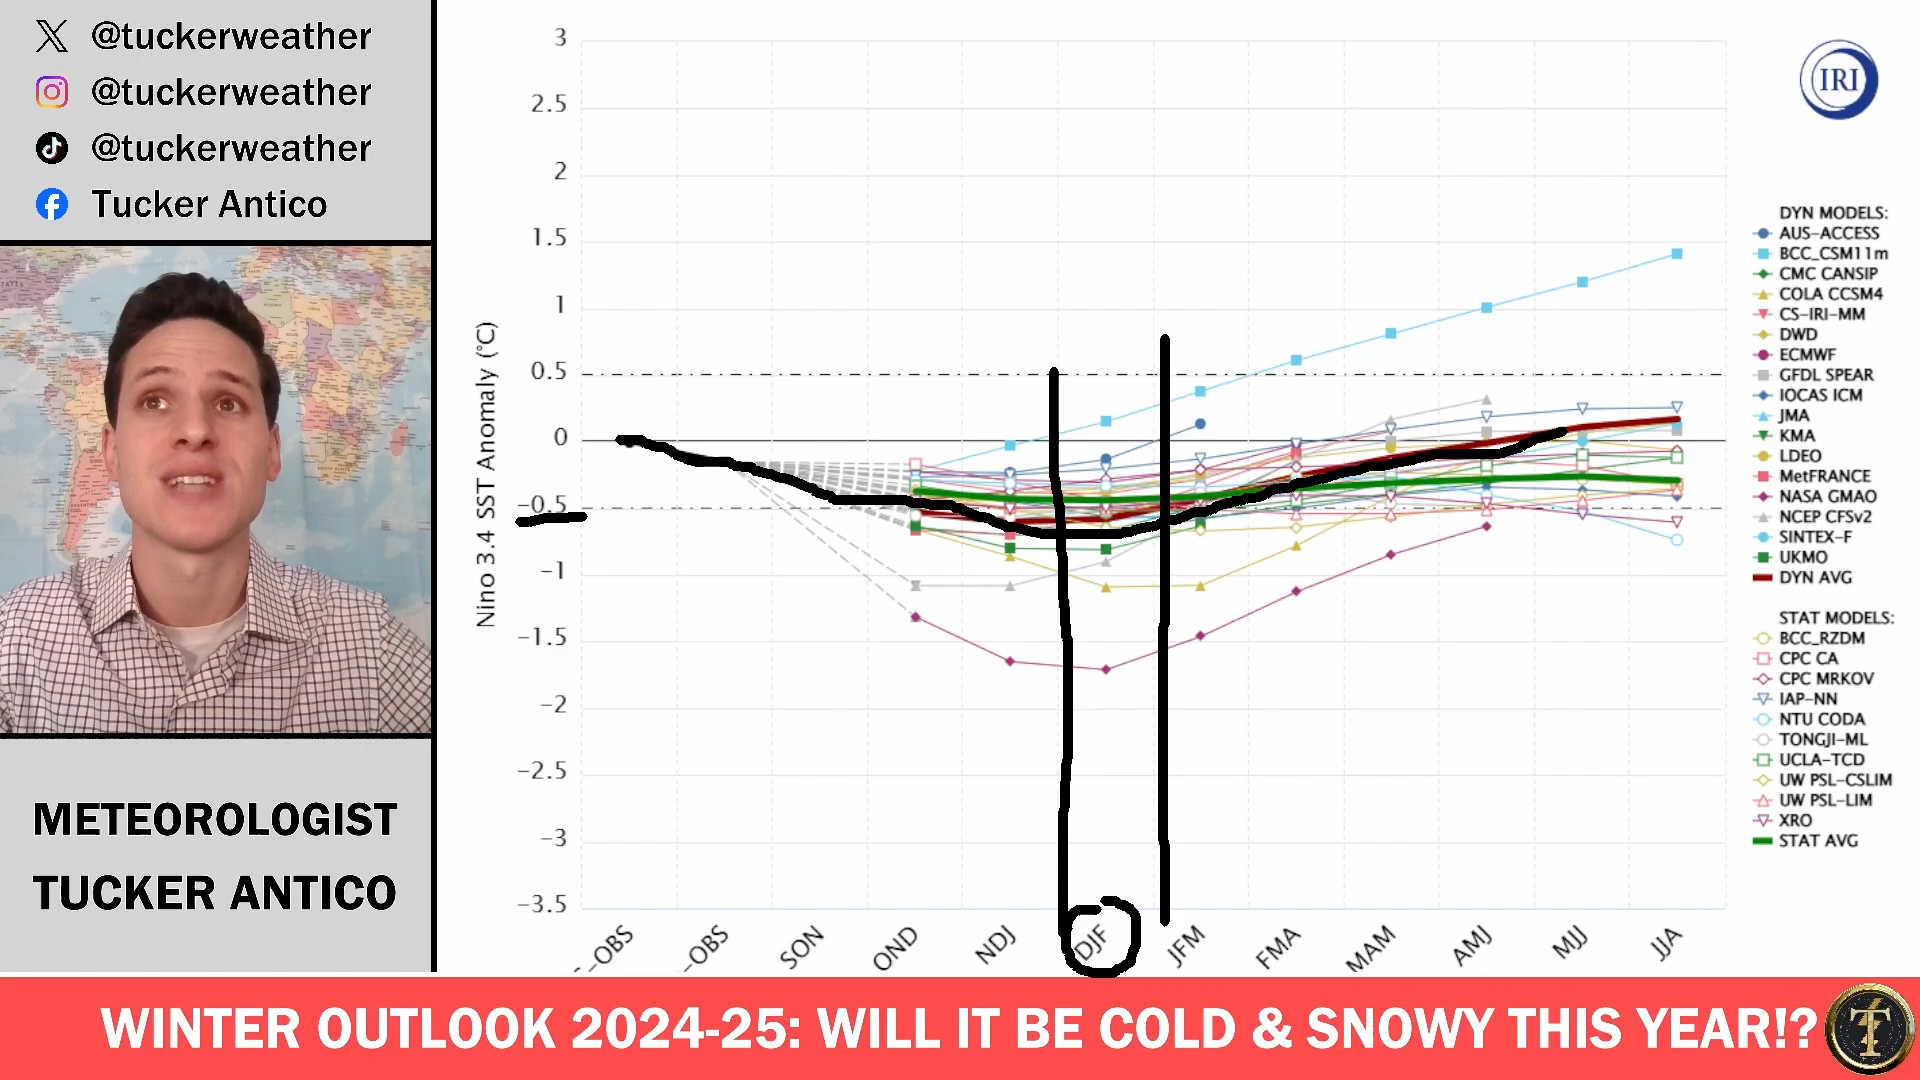 @tuckerweather
@tuckerweather
@tuckerweather
Tucker Antico
METEOROLOGIST
TUCKER ANTICO
Nino 3.4 SST Anomaly (°C)
3
2.5
2
1.5
1
0.5
0
-0.5
-1
-1.5
-2
-2.5
-3
-3.5
-OBS
-OBS
SON
OND
NDJ
DJF
JFM
FMA
MAM
AMJ
MJJ
JJA
IRI
DYN MODELS:
AUS-ACCESS
BCC_CSM11m
CMC CANSIP
COLA CCSM4
CS-IRI-MM
DWD
ECMWF
GFDL SPEAR
IOCAS ICM
JMA
KMA
LDEO
MetFRANCE
NASA GMAO
NCEP CFSv2
SINTEX-F
UKMO
DYN AVG
STAT MODELS:
BCC_RZDM
CPC CA
CPC MRKOV
IAP-NN
NTU CODA
TONGJI-ML
UCLA-TCD
UW PSL-CSLIM
UW PSL-LIM
XRO
STAT AVG
WINTER OUTLOOK 2024-25: WILL IT BE COLD & SNOWY THIS YEAR!?